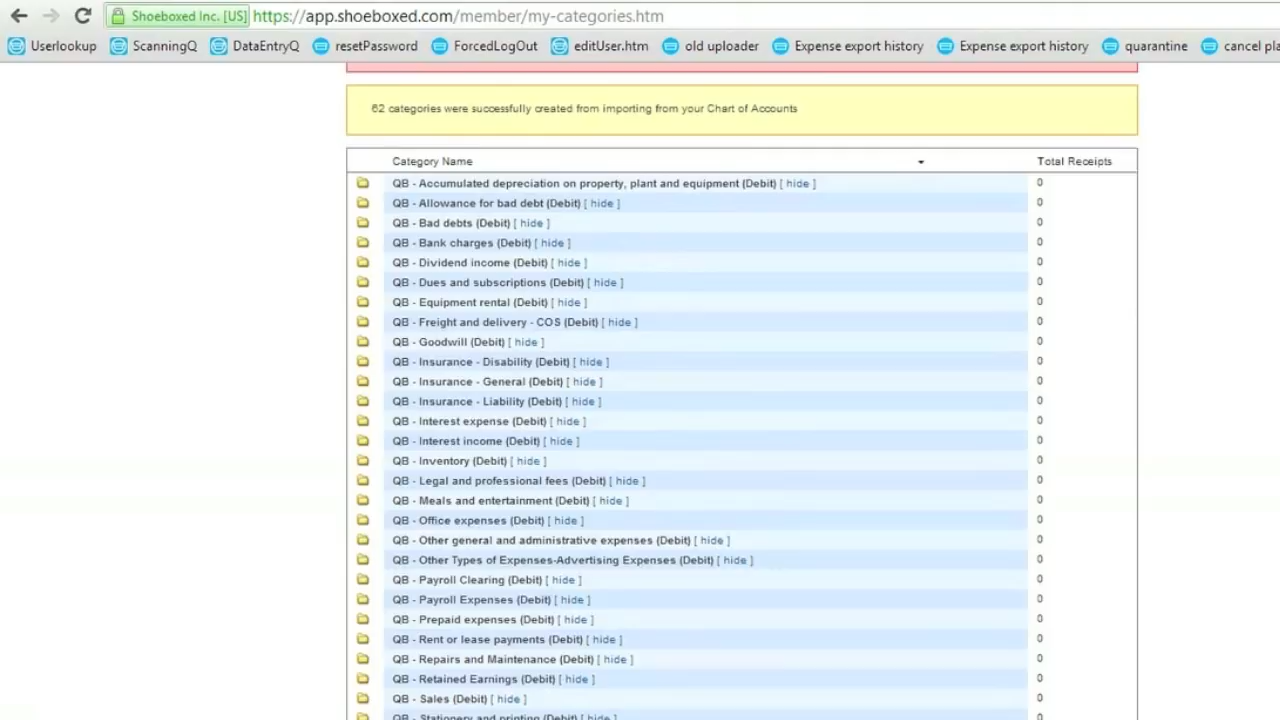 Shoeboxed Inc. [US] https://app.shoeboxed.com/member/my-categories.htm
Userlookup ScanningQ DataEntryQ resetPassword ForcedLogOut editUser.htm old uploader Expense export history Expense export history quarantine cancel pla
62 categories were successfully created from importing from your Chart of Accounts
Category Name Total Receipts
QB - Accumulated depreciation on property, plant and equipment (Debit) [ hide ] 0
QB - Allowance for bad debt (Debit) [ hide ] 0
QB - Bad debts (Debit) [ hide ] 0
QB - Bank charges (Debit) [ hide ] 0
QB - Dividend income (Debit) [ hide ] 0
QB - Dues and subscriptions (Debit) [ hide ] 0
QB - Equipment rental (Debit) [ hide ] 0
QB - Freight and delivery - COS (Debit) [ hide ] 0
QB - Goodwill (Debit) [ hide ] 0
QB - Insurance - Disability (Debit) [ hide ] 0
QB - Insurance - General (Debit) [ hide ] 0
QB - Insurance - Liability (Debit) [ hide ] 0
QB - Interest expense (Debit) [ hide ] 0
QB - Interest income (Debit) [ hide ] 0
QB - Inventory (Debit) [ hide ] 0
QB - Legal and professional fees (Debit) [ hide ] 0
QB - Meals and entertainment (Debit) [ hide ] 0
QB - Office expenses (Debit) [ hide ] 0
QB - Other general and administrative expenses (Debit) [ hide ] 0
QB - Other Types of Expenses-Advertising Expenses (Debit) [ hide ] 0
QB - Payroll Clearing (Debit) [ hide ] 0
QB - Payroll Expenses (Debit) [ hide ] 0
QB - Prepaid expenses (Debit) [ hide ] 0
QB - Rent or lease payments (Debit) [ hide ] 0
QB - Repairs and Maintenance (Debit) [ hide ] 0
QB - Retained Earnings (Debit) [ hide ] 0
QB - Sales (Debit) [ hide ] 0
QB - Stationery and printing (Debit) [ hide ] 0